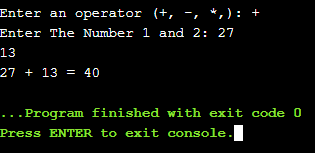 Enter an operator (+, -, *,): +
Enter The Number 1 and 2: 27
13
27 + 13 = 40
...Program finished with exit code 0
Press ENTER to exit console.